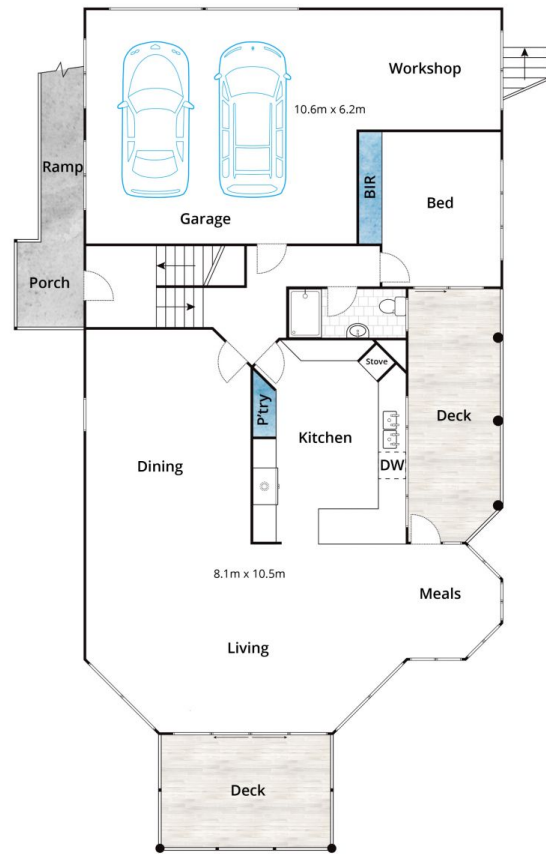 Workshop
10.6m x 6.2m
Ramp
BIR
Bed
Garage
Porch
Stove
P'try
Kitchen
Deck
Dining
DW
8.1m x 10.5m
Meals
Living
Deck